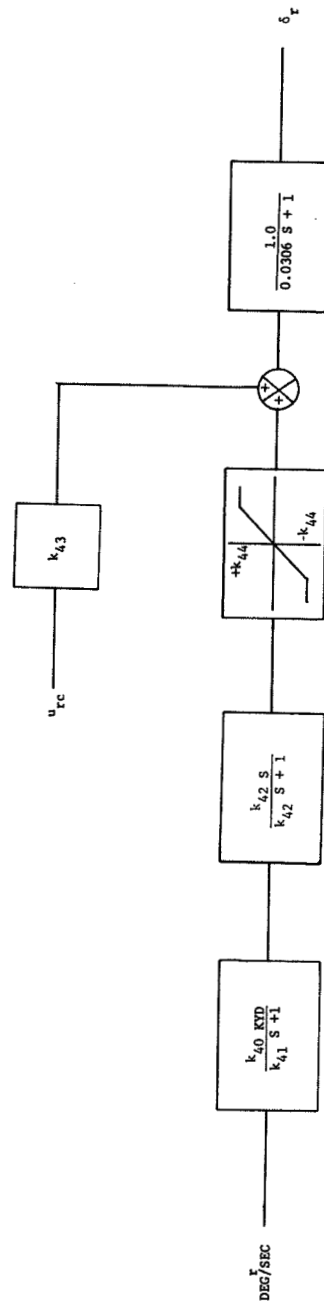 r
DEG/SEC
k40 KYD
k41 S +1
k42 S
k42 S + 1
+k44
-k44
urc
k43
+
+
1.0
0.0306 S + 1
δr